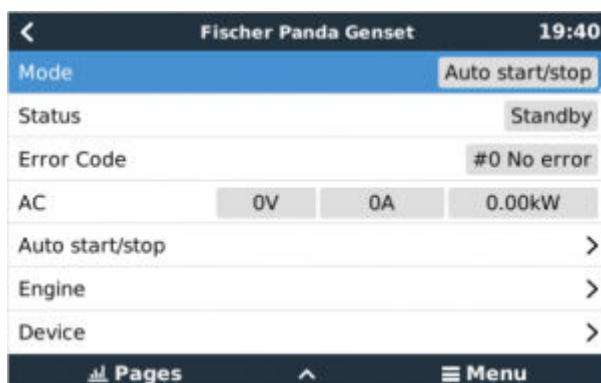 Fischer Panda Genset 19:40
Mode Auto start/stop
Status Standby
Error Code #0 No error
AC 0V 0A 0.00kW
Auto start/stop
Engine
Device
Pages Menu